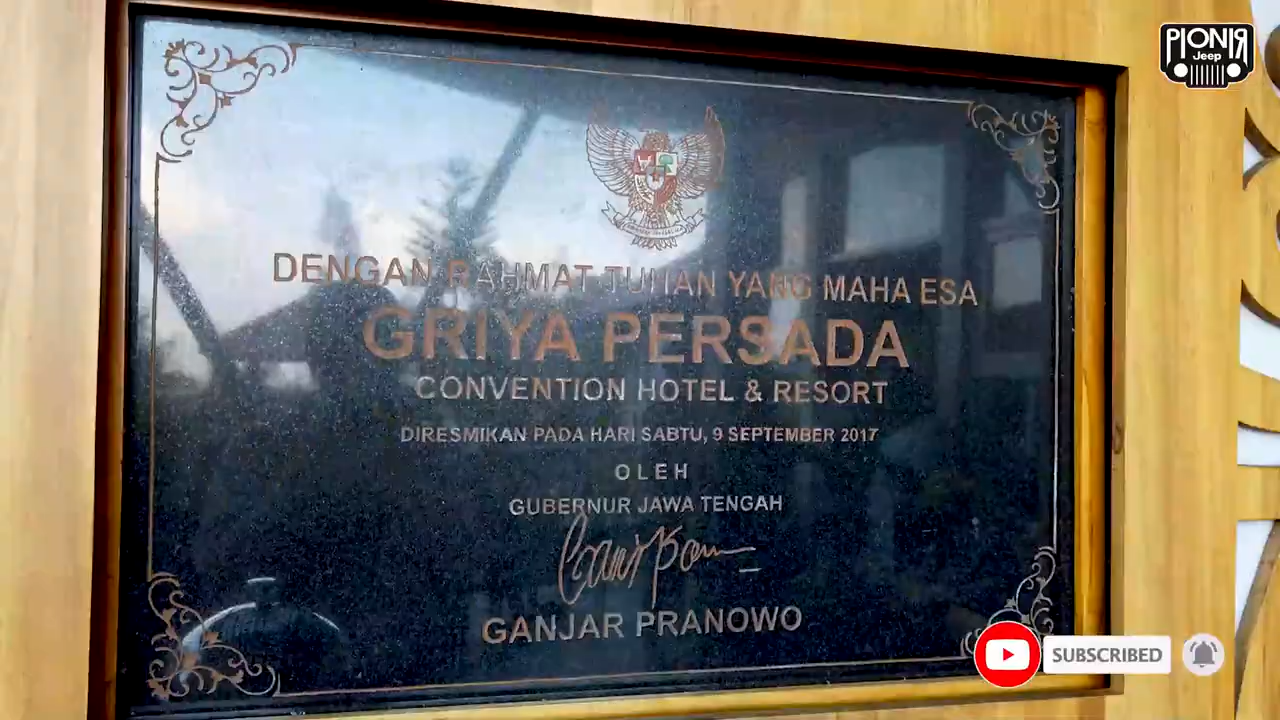 PIONIR
Jeep
DENGAN RAHMAT TUHAN YANG MAHA ESA
GRIYA PERSADA
CONVENTION HOTEL & RESORT
DIRESMIKAN PADA HARI SABTU, 9 SEPTEMBER 2017
OLEH
GUBERNUR JAWA TENGAH
GANJAR PRANOWO
SUBSCRIBED